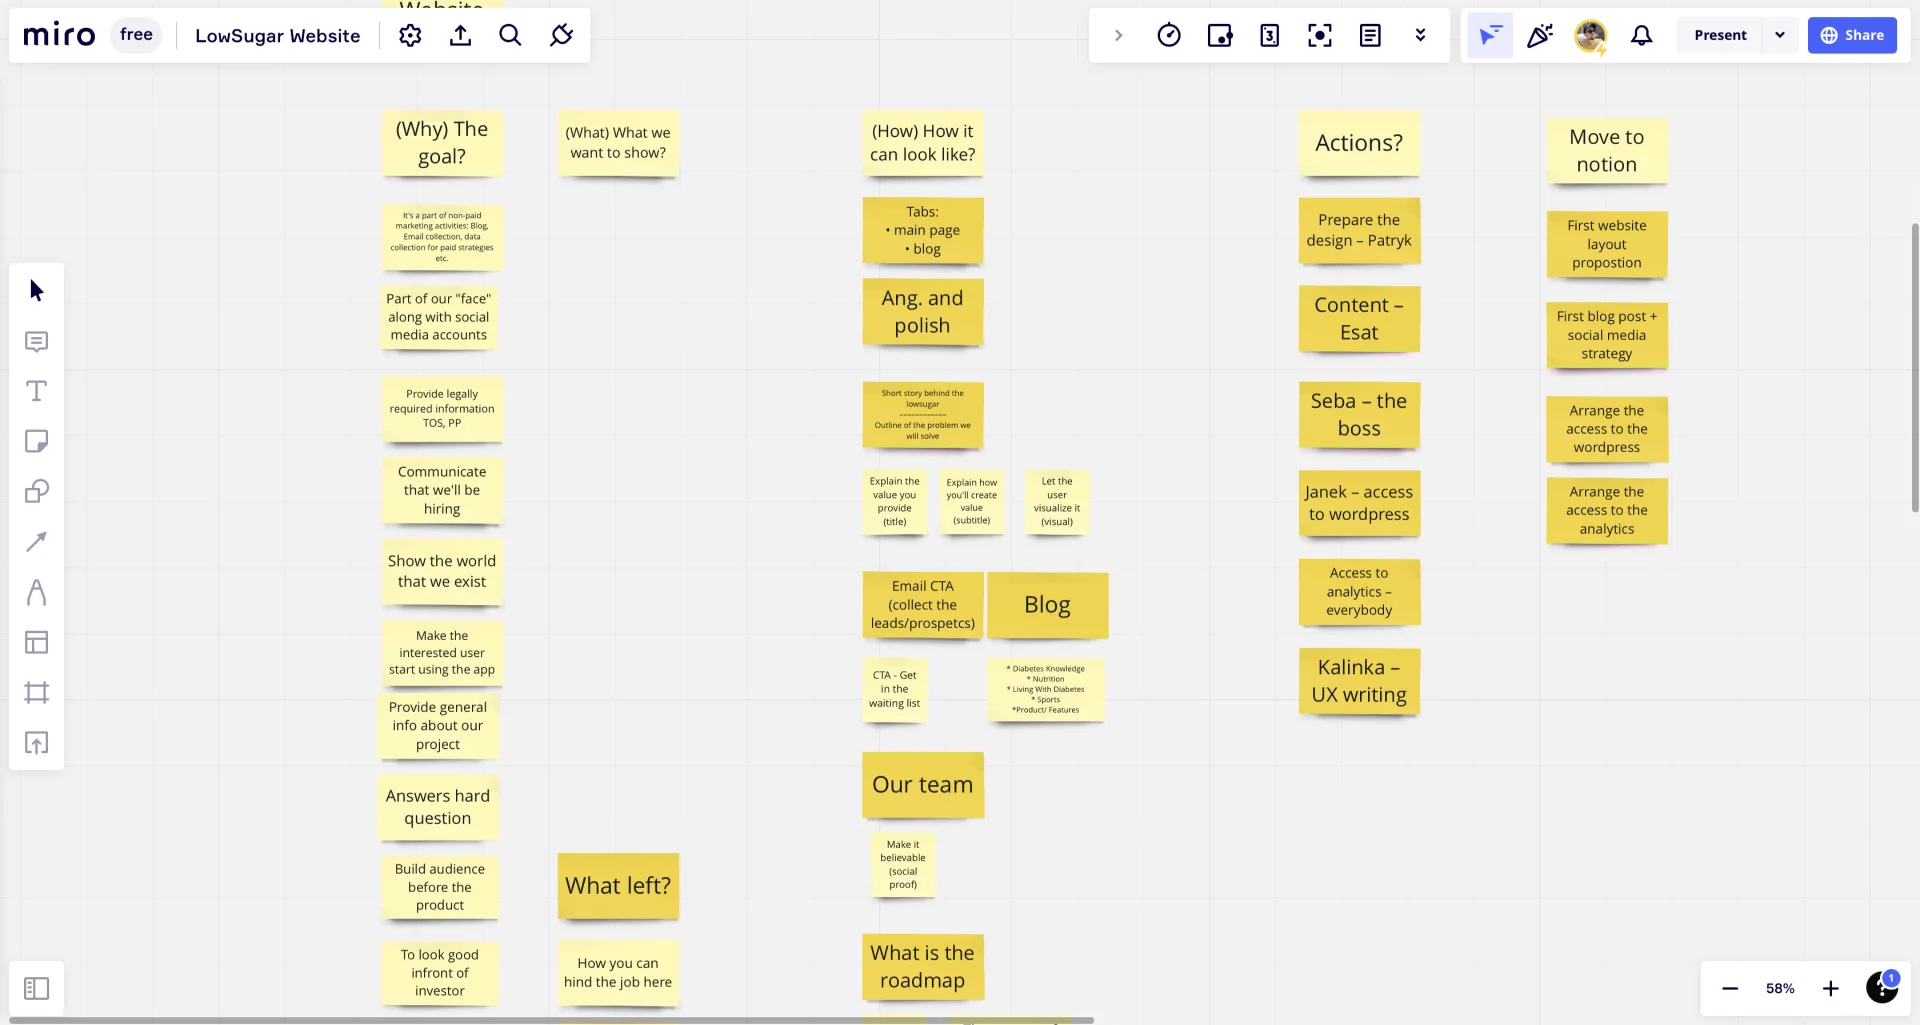 Website
miro
free
LowSugar Website
3
Present
Share
(Why) The
goal?
It's a part of non-paid
marketing activities: Blog,
Email collection, data
collection for paid strategies
etc.
Part of our "face"
along with social
media accounts
Provide legally
required information
TOS, PP
Communicate
that we'll be
hiring
Show the world
that we exist
Make the
interested user
start using the app
Provide general
info about our
project
Answers hard
question
Build audience
before the
product
To look good
infront of
investor
(What) What we
want to show?
What left?
How you can
hind the job here
(How) How it
can look like?
Tabs:
• main page
• blog
Ang. and
polish
Short story behind the
lowsugar
----------------
Outline of the problem we
will solve
Explain the
value you
provide
(title)
Explain how
you'll create
value
(subtitle)
Let the
user
visualize it
(visual)
Email CTA
(collect the
leads/prospetcs)
Blog
CTA - Get
in the
waiting list
* Diabetes Knowledge
* Nutrition
* Living With Diabetes
* Sports
*Product/ Features
Our team
Make it
believable
(social
proof)
What is the
roadmap
Actions?
Prepare the
design – Patryk
Content –
Esat
Seba – the
boss
Janek – access
to wordpress
Access to
analytics –
everybody
Kalinka –
UX writing
Move to
notion
First website
layout
propostion
First blog post +
social media
strategy
Arrange the
access to the
wordpress
Arrange the
access to the
analytics
58%
?
1